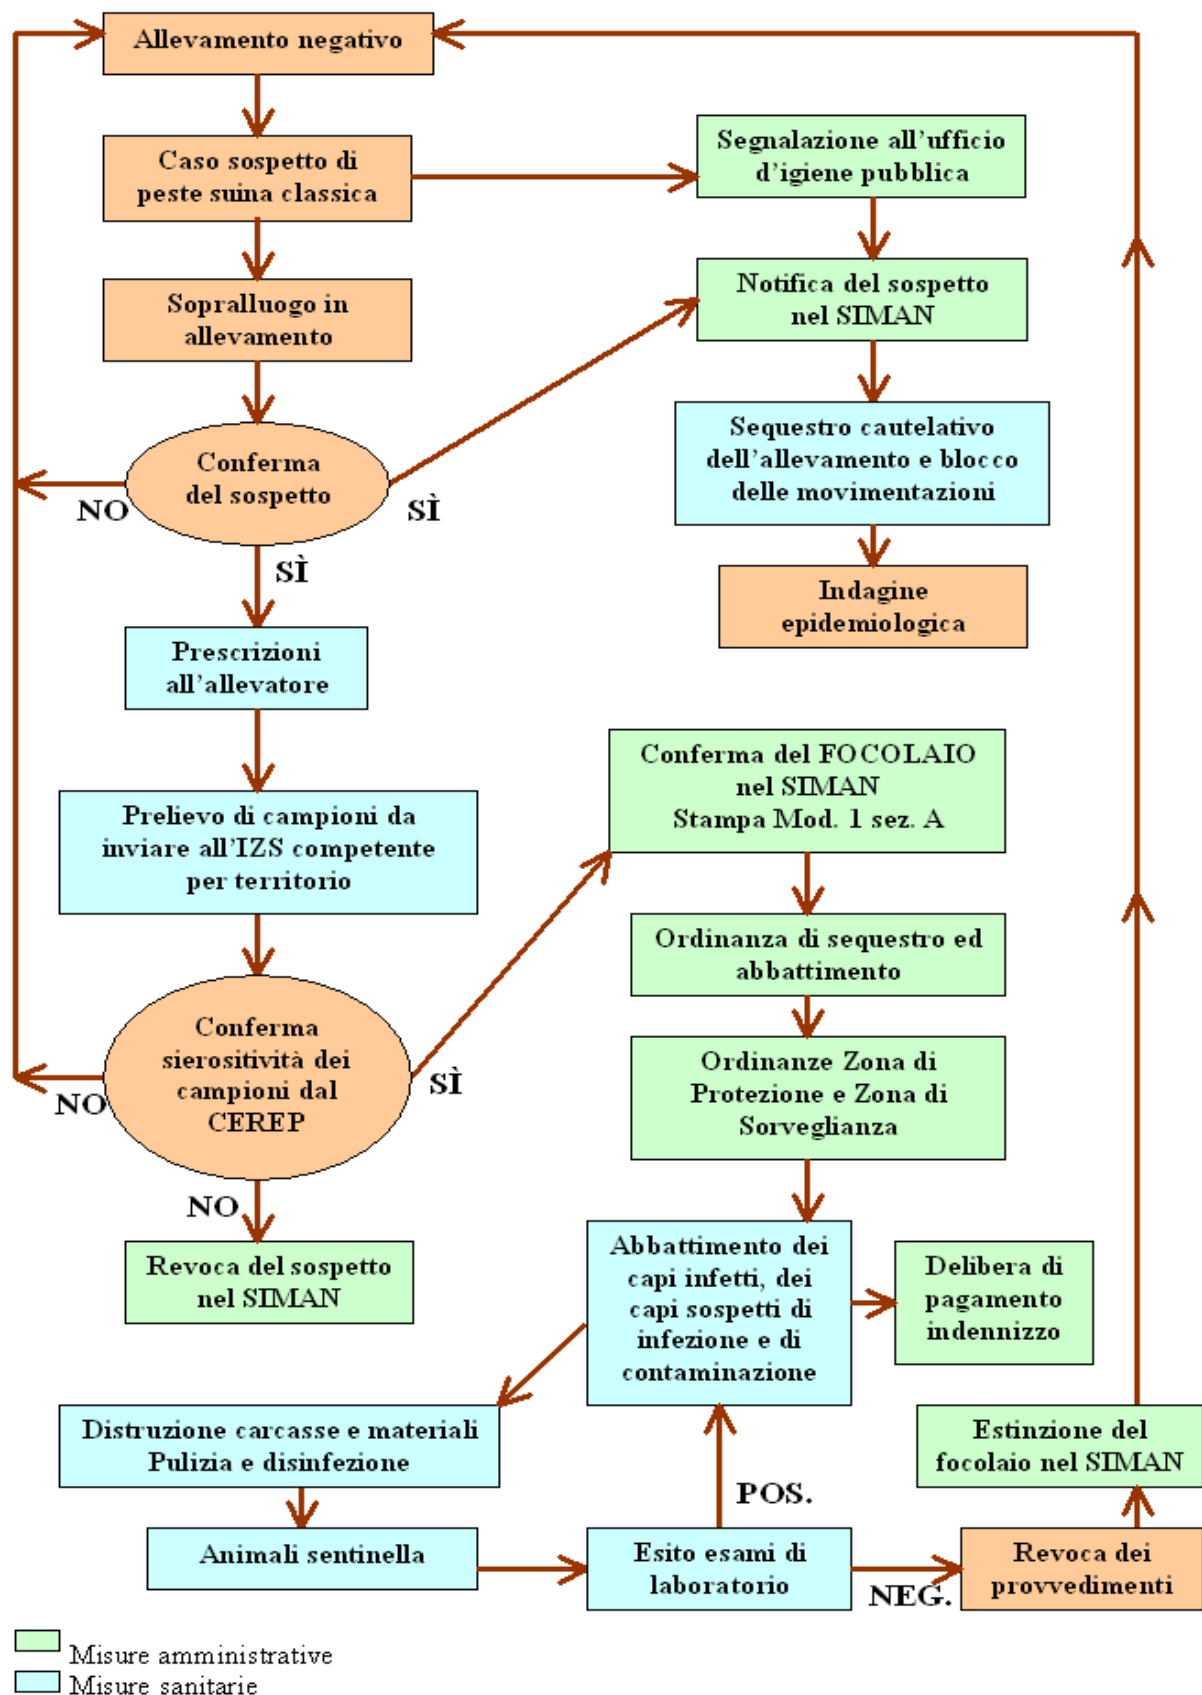 Allevamento negativo
Caso sospetto di
peste suina classica
Segnalazione all'ufficio
d'igiene pubblica
Sopralluogo in
allevamento
Notifica del sospetto
nel SIMAN
Conferma
del sospetto
NO
SÌ
SÌ
Sequestro cautelativo
dell'allevamento e blocco
delle movimentazioni
Indagine
epidemiologica
Prescrizioni
all'allevatore
Prelievo di campioni da
inviare all'IZS competente
per territorio
Conferma del FOCOLAIO
nel SIMAN
Stampa Mod. 1 sez. A
Ordinanza di sequestro ed
abbattimento
Conferma
sierositività dei
campioni dal
CEREP
NO
SÌ
NO
Ordinanze Zona di
Protezione e Zona di
Sorveglianza
Revoca del sospetto
nel SIMAN
Abbattimento dei
capi infetti, dei
capi sospetti di
infezione e di
contaminazione
Delibera di
pagamento
indennizzo
Distruzione carcasse e materiali
Pulizia e disinfezione
POS.
Estinzione del
focolaio nel SIMAN
Animali sentinella
Esito esami di
laboratorio
NEG.
Revoca dei
provvedimenti
Misure amministrative
Misure sanitarie